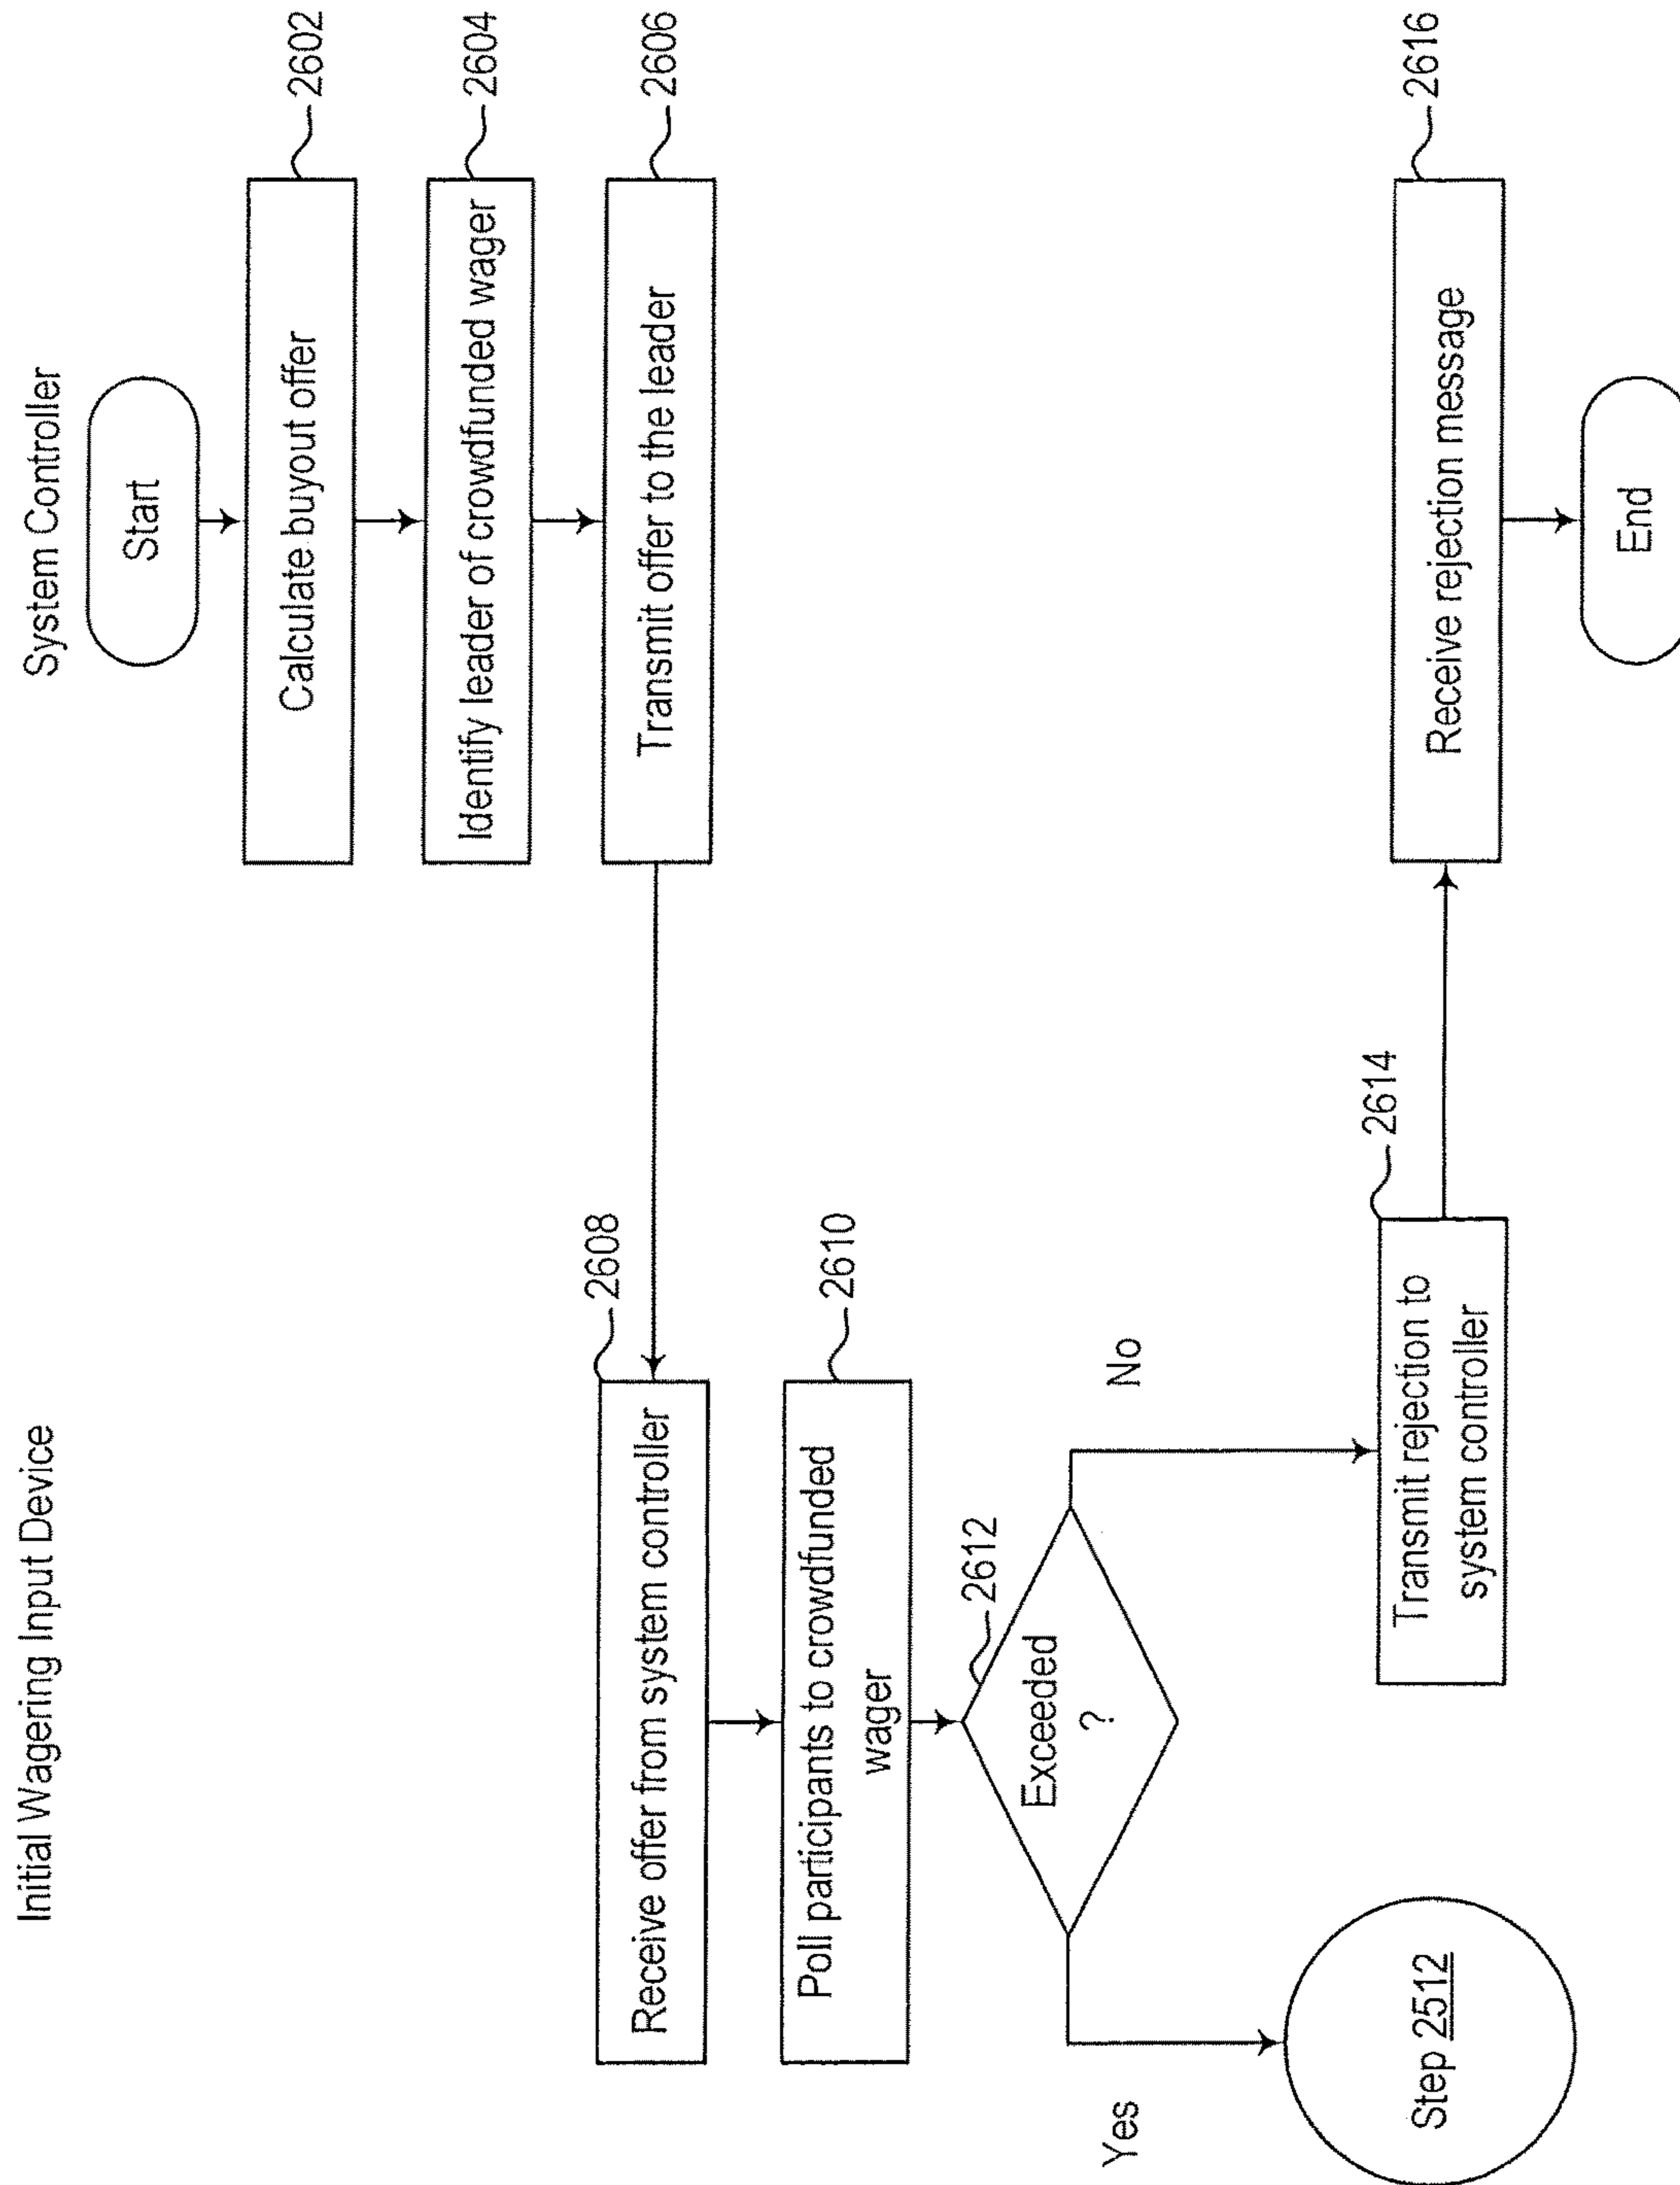 Initial Wagering Input Device
System Controller
Start
Calculate buyout offer
2602
Identify leader of crowdfunded wager
2604
Transmit offer to the leader
2606
Receive offer from system controller
2608
Poll participants to crowdfunded
wager
2610
Exceeded
?
2612
Yes
No
Step 2512
Transmit rejection to
system controller
2614
Receive rejection message
2616
End